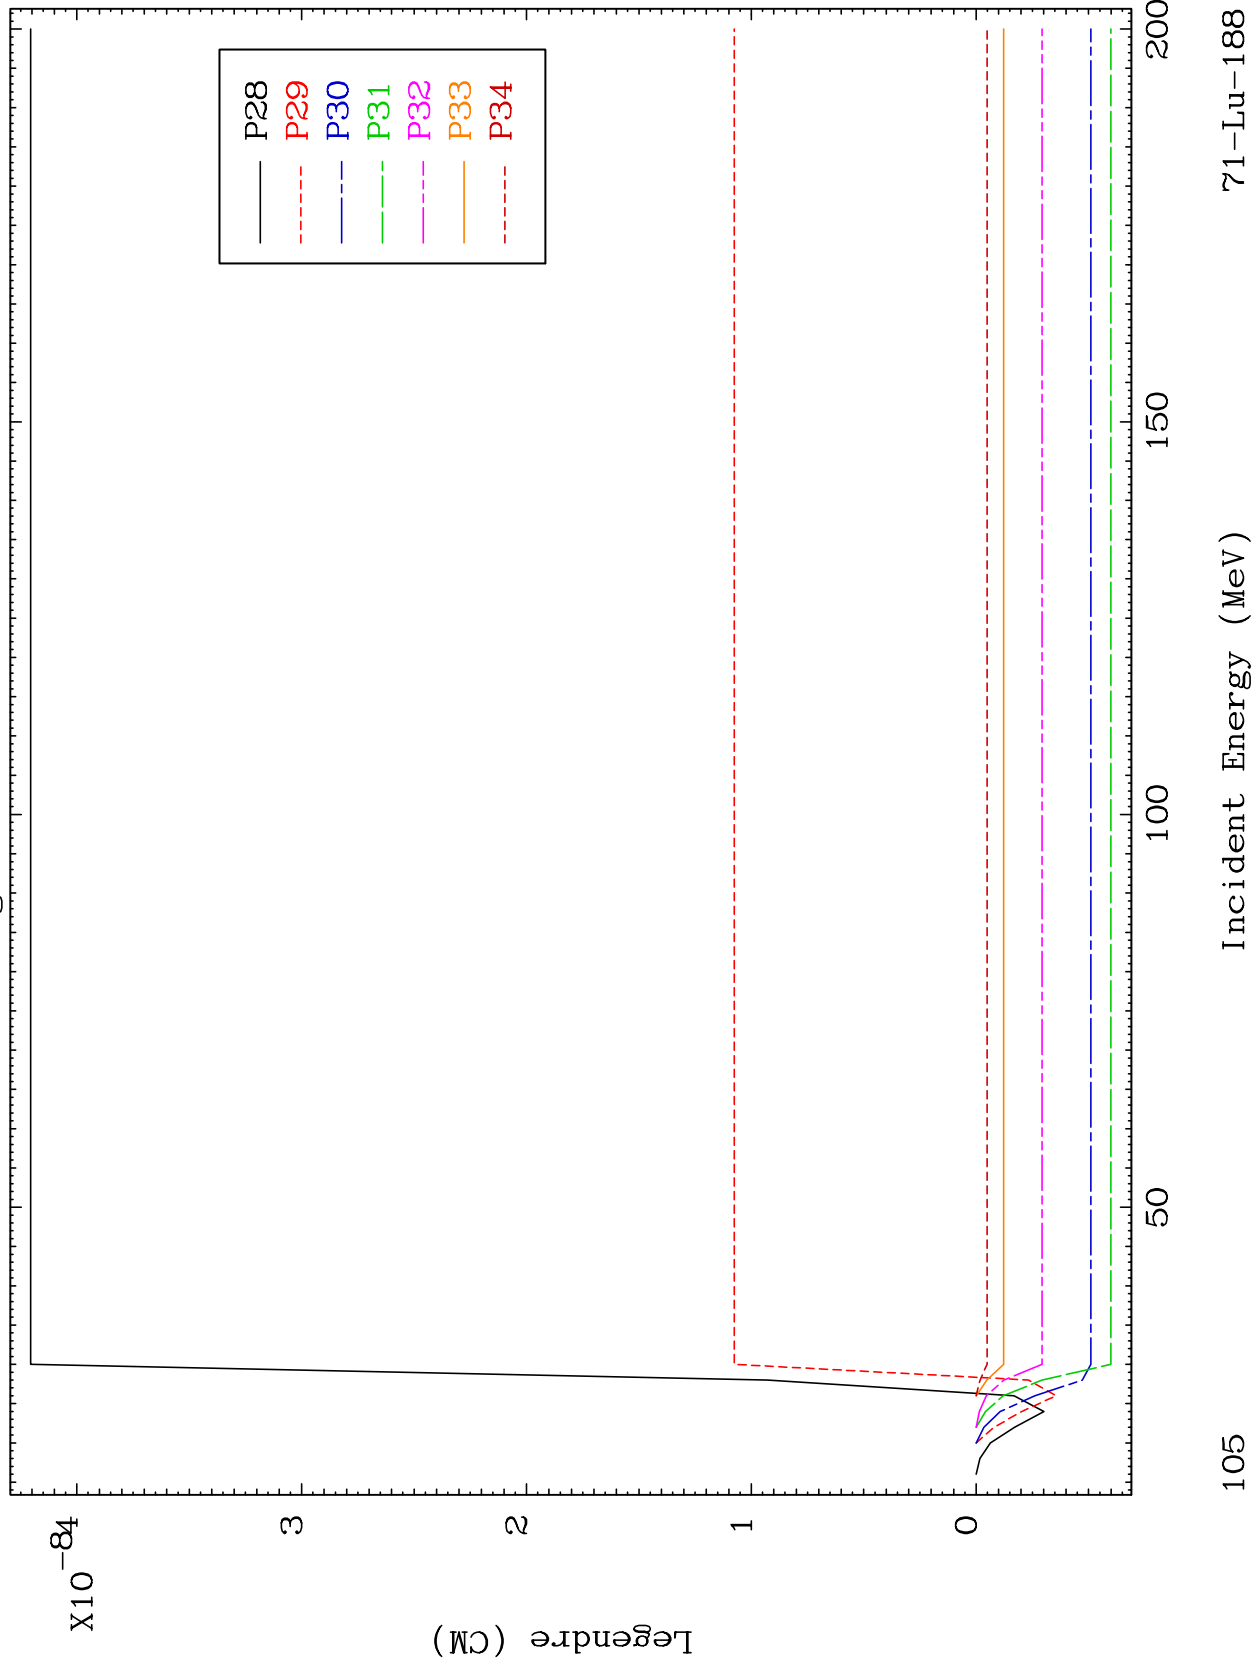 X10-8
4
3
2
1
0
Legendre (CM)
P28
P29
P30
P31
P32
P33
P34
50
100
150
200
Incident Energy (MeV)
105
71-Lu-188